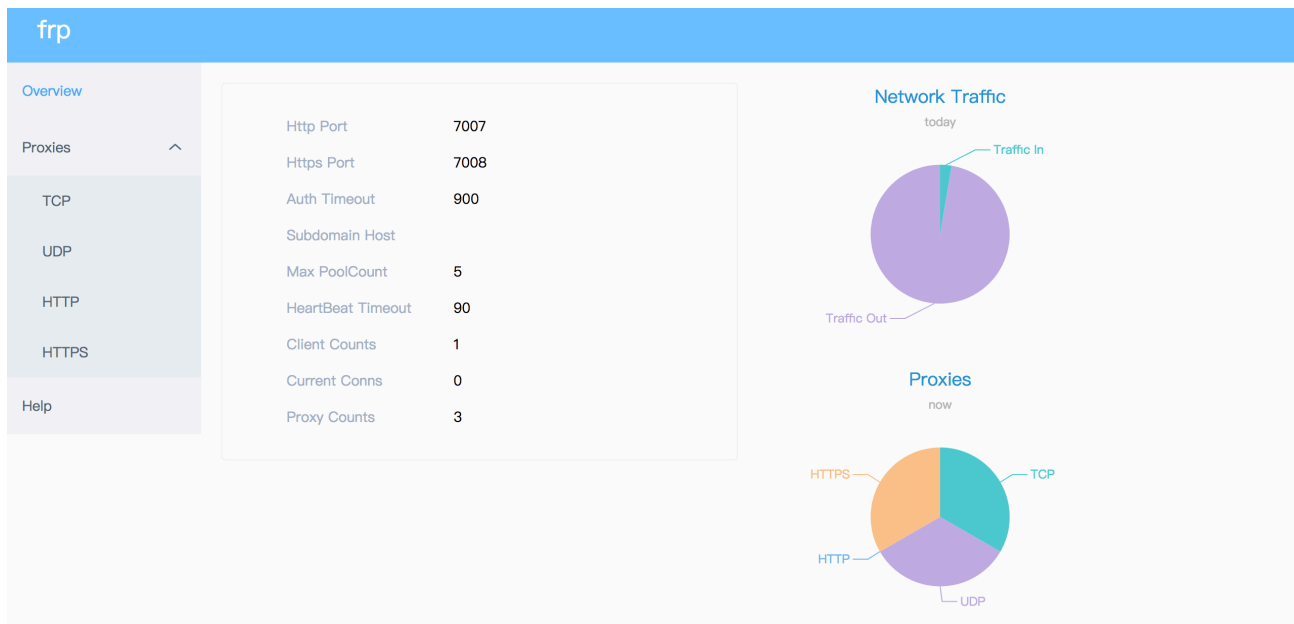 frp
Overview
Proxies
TCP
UDP
HTTP
HTTPS
Help
Http Port 7007
Https Port 7008
Auth Timeout 900
Subdomain Host
Max PoolCount 5
HeartBeat Timeout 90
Client Counts 1
Current Conns 0
Proxy Counts 3
Network Traffic
today
Traffic In
Traffic Out
Proxies
now
HTTPS
TCP
HTTP
UDP